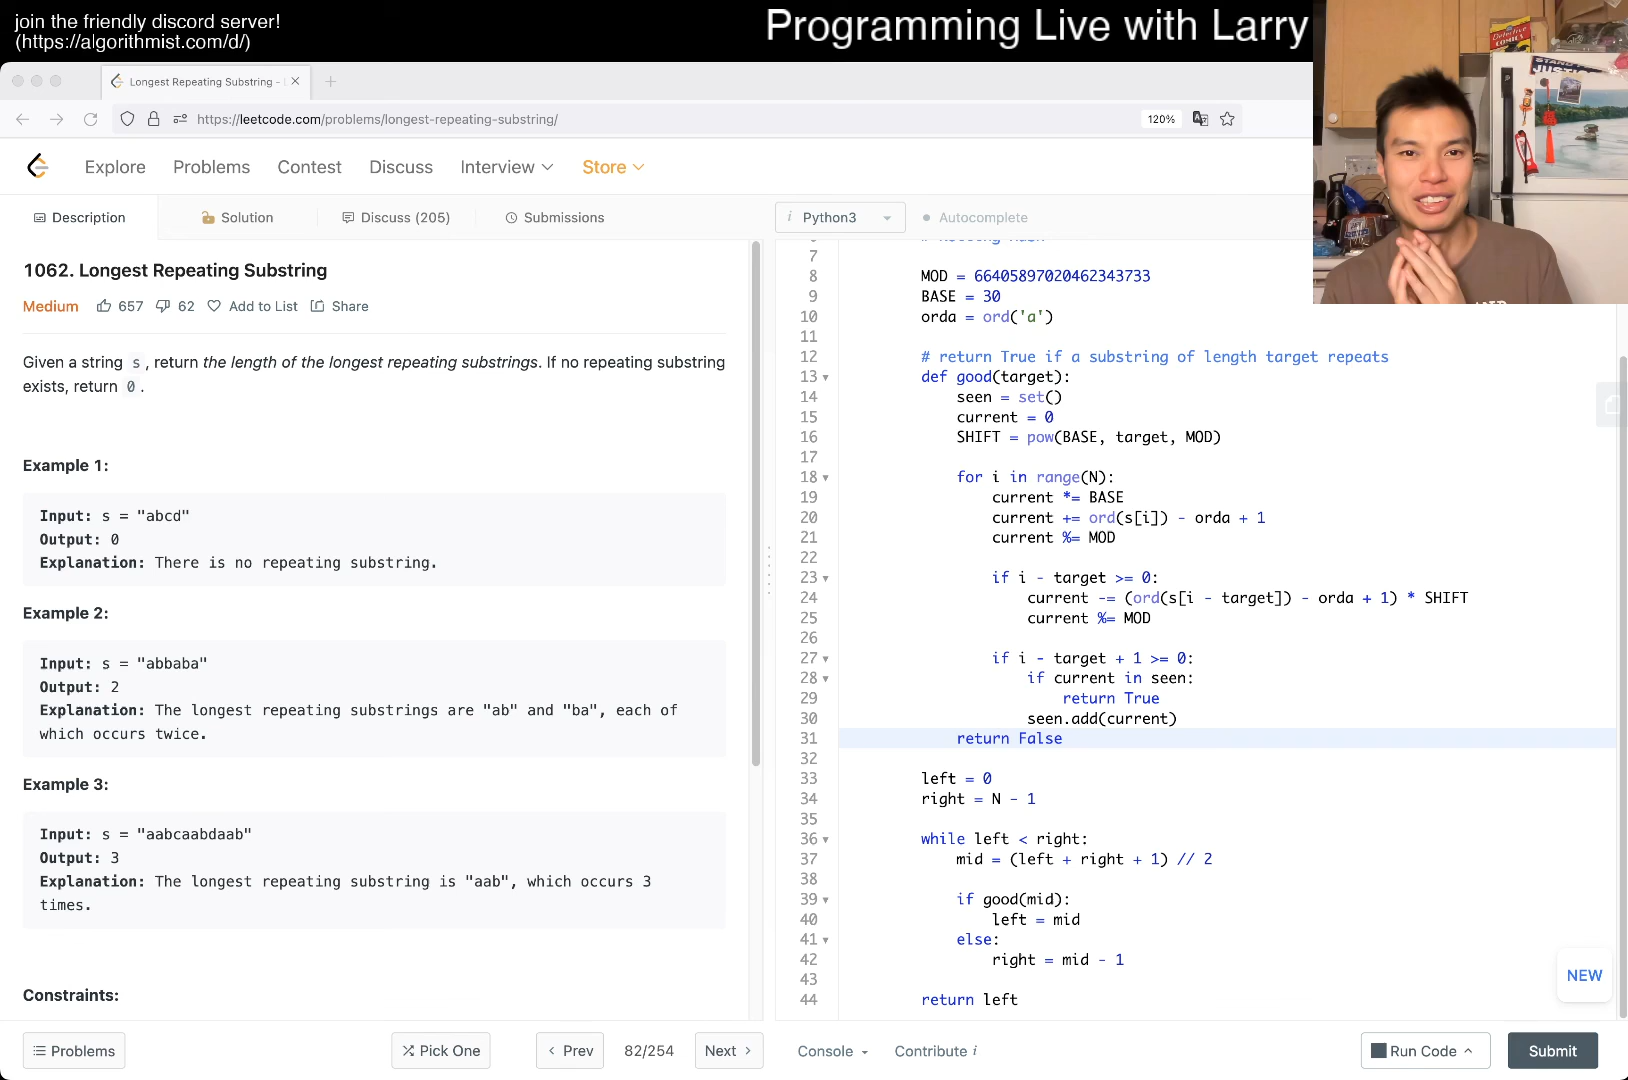 join the friendly discord server!
(https://algorithmist.com/d/)
Programming Live with Larry
Longest Repeating Substring -
https://leetcode.com/problems/longest-repeating-substring/
120%
Explore
Problems
Contest
Discuss
Interview
Store
Description
Solution
Discuss (205)
Submissions
i Python3
Autocomplete
1062. Longest Repeating Substring
Medium
657
62
Add to List
Share
Given a string s, return the length of the longest repeating substrings. If no repeating substring
exists, return 0.
Example 1:
Input: s = "abcd"
Output: 0
Explanation: There is no repeating substring.
Example 2:
Input: s = "abbaba"
Output: 2
Explanation: The longest repeating substrings are "ab" and "ba", each of
which occurs twice.
Example 3:
Input: s = "aabcaabdaab"
Output: 3
Explanation: The longest repeating substring is "aab", which occurs 3
times.
Constraints:
7
8 MOD = 66405897020462343733
9 BASE = 30
10 orda = ord('a')
11
12 # return True if a substring of length target repeats
13 def good(target):
14 seen = set()
15 current = 0
16 SHIFT = pow(BASE, target, MOD)
17
18 for i in range(N):
19 current *= BASE
20 current += ord(s[i]) - orda + 1
21 current %= MOD
22
23 if i - target >= 0:
24 current -= (ord(s[i - target]) - orda + 1) * SHIFT
25 current %= MOD
26
27 if i - target + 1 >= 0:
28 if current in seen:
29 return True
30 seen.add(current)
31 return False
32
33 left = 0
34 right = N - 1
35
36 while left < right:
37 mid = (left + right + 1) // 2
38
39 if good(mid):
40 left = mid
41 else:
42 right = mid - 1
43
44 return left
NEW
Problems
Pick One
Prev
82/254
Next
Console
Contribute i
Run Code
Submit